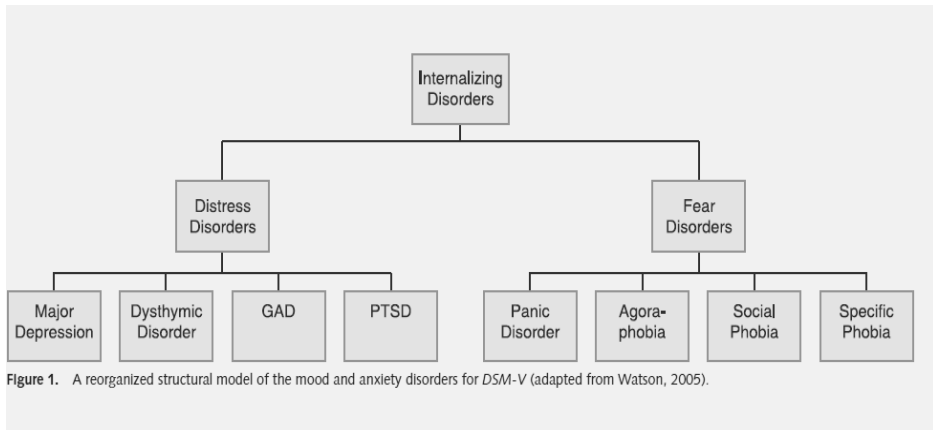 Internalizing
Disorders
Distress
Disorders
Fear
Disorders
Major
Depression
Dysthymic
Disorder
GAD
PTSD
Panic
Disorder
Agora-
phobia
Social
Phobia
Specific
Phobia
Figure 1. A reorganized structural model of the mood and anxiety disorders for DSM-V (adapted from Watson, 2005).